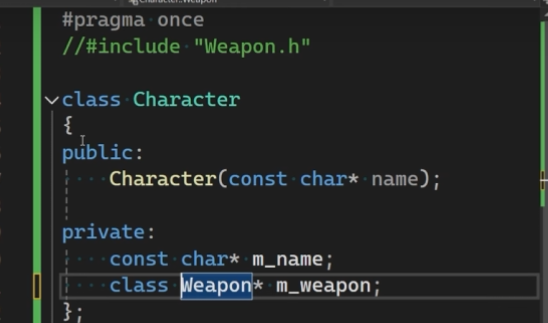 Character::Weapon
#pragma once
//#include "Weapon.h"
class Character
{
public:
Character(const char* name);
private:
const char* m_name;
class Weapon* m_weapon;
};